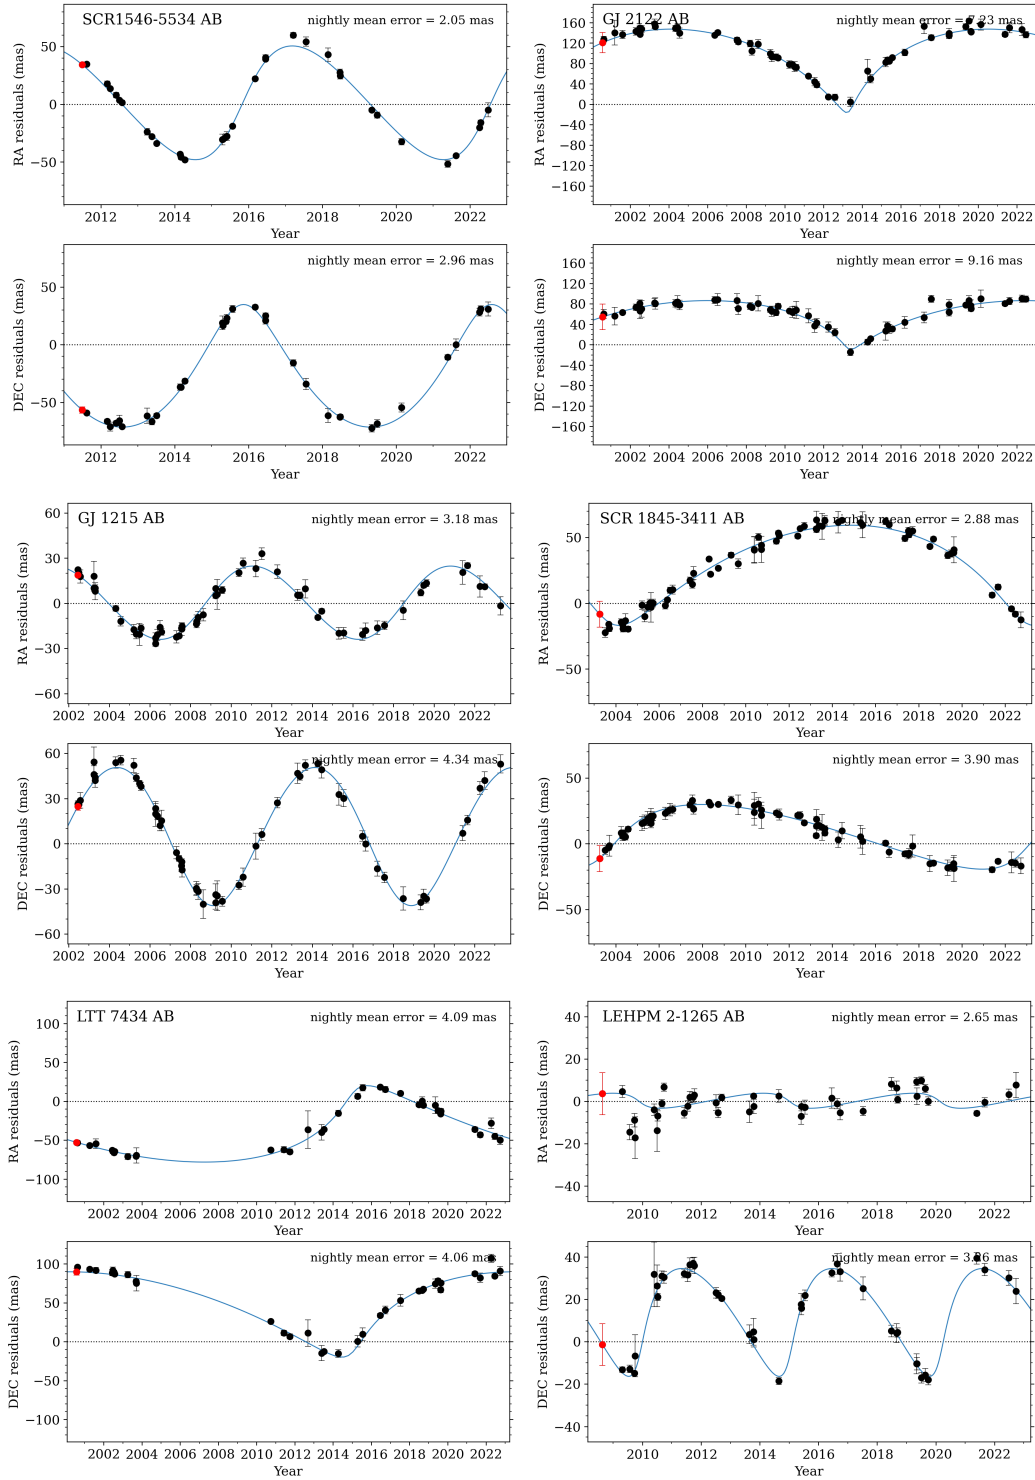 SCR1546-5534 AB
nightly mean error = 2.05 mas
50
0
−50
RA residuals (mas)
2012 2014 2016 2018 2020 2022
Year
nightly mean error = 2.96 mas
50
0
−50
DEC residuals (mas)
2012 2014 2016 2018 2020 2022
Year
GJ 2122 AB
nightly mean error = 7.23 mas
160
120
80
40
0
−40
−80
−120
−160
RA residuals (mas)
2002 2004 2006 2008 2010 2012 2014 2016 2018 2020 2022
Year
nightly mean error = 9.16 mas
160
120
80
40
0
−40
−80
−120
−160
DEC residuals (mas)
2002 2004 2006 2008 2010 2012 2014 2016 2018 2020 2022
Year
GJ 1215 AB
nightly mean error = 3.18 mas
60
30
0
−30
−60
RA residuals (mas)
2002 2004 2006 2008 2010 2012 2014 2016 2018 2020 2022
Year
nightly mean error = 4.34 mas
60
30
0
−30
−60
DEC residuals (mas)
2002 2004 2006 2008 2010 2012 2014 2016 2018 2020 2022
Year
SCR 1845-3411 AB
nightly mean error = 2.88 mas
50
0
−50
RA residuals (mas)
2004 2006 2008 2010 2012 2014 2016 2018 2020 2022
Year
nightly mean error = 3.90 mas
50
0
−50
DEC residuals (mas)
2004 2006 2008 2010 2012 2014 2016 2018 2020 2022
Year
LTT 7434 AB
nightly mean error = 4.09 mas
100
50
0
−50
−100
RA residuals (mas)
2002 2004 2006 2008 2010 2012 2014 2016 2018 2020 2022
Year
nightly mean error = 4.06 mas
100
50
0
−50
−100
DEC residuals (mas)
2002 2004 2006 2008 2010 2012 2014 2016 2018 2020 2022
Year
LEHPM 2-1265 AB
nightly mean error = 2.65 mas
40
20
0
−20
−40
RA residuals (mas)
2010 2012 2014 2016 2018 2020 2022
Year
nightly mean error = 3.26 mas
40
20
0
−20
−40
DEC residuals (mas)
2010 2012 2014 2016 2018 2020 2022
Year